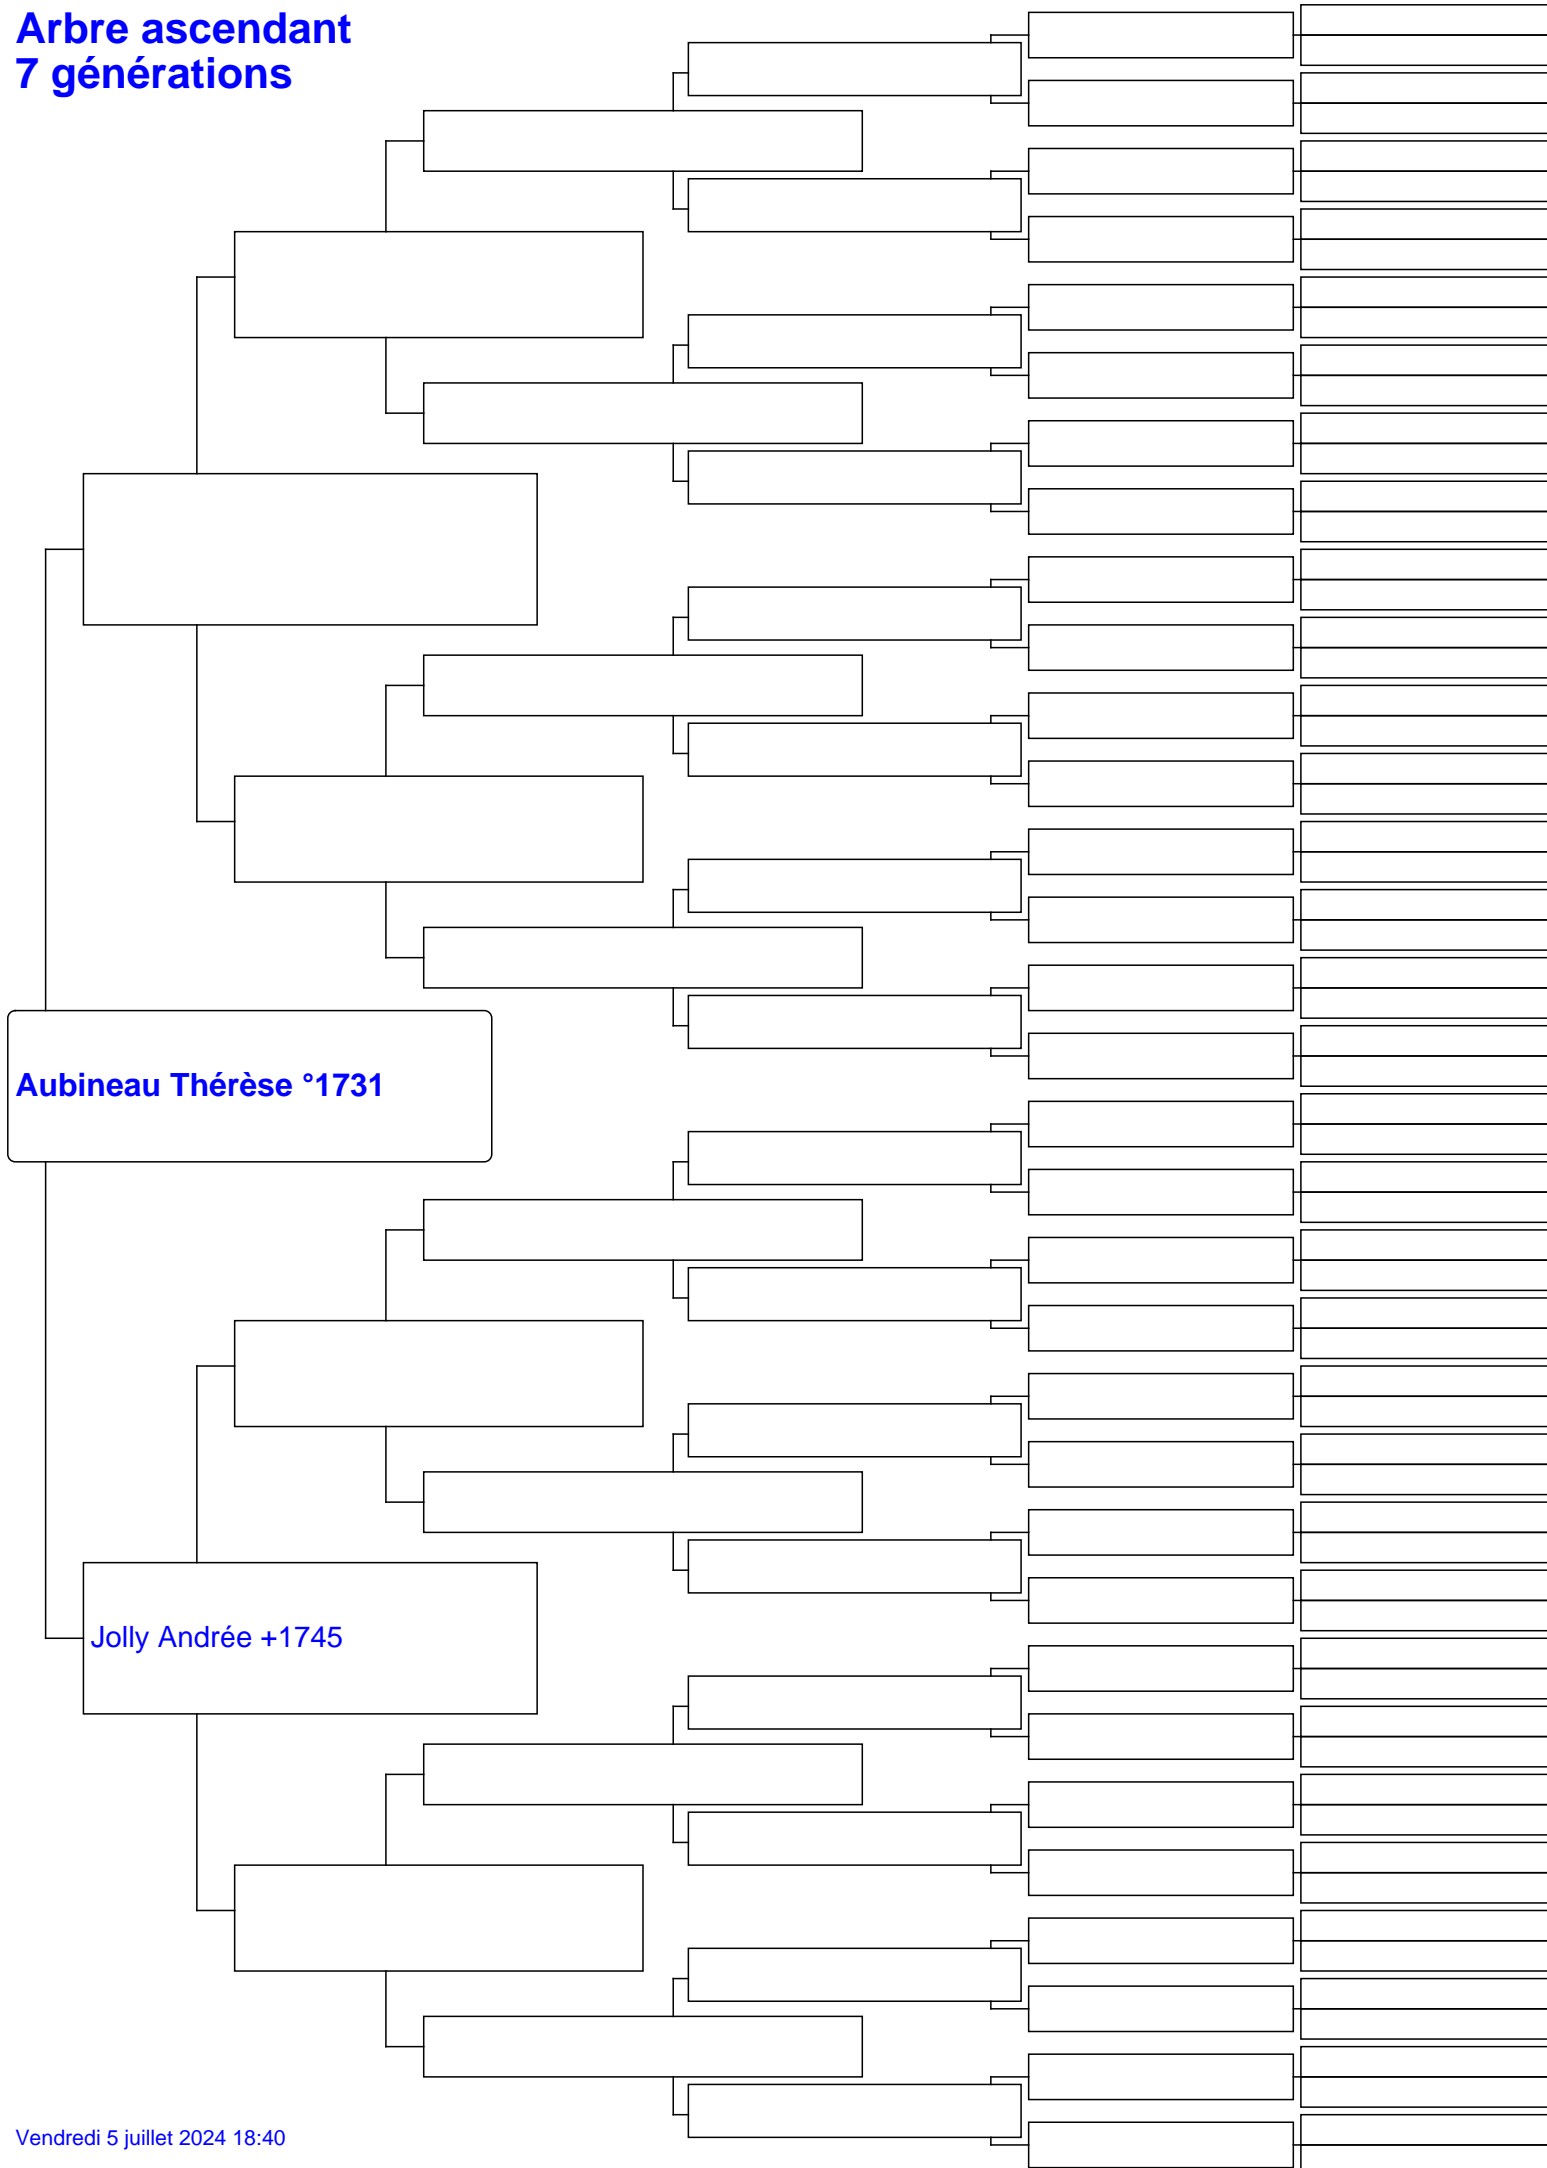 Arbre ascendant
7 générations
Aubineau Thérèse °1731
Jolly Andrée +1745
Vendredi 5 juillet 2024 18:40